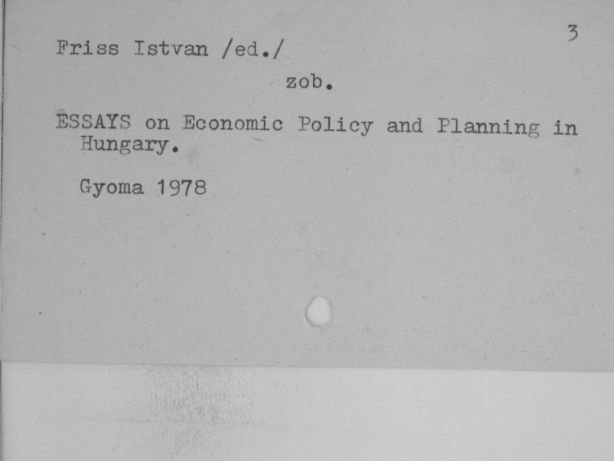 3
Friss Istvan /ed./
zob.
ESSAYS on Economic Policy and Planning in
Hungary.
Gyoma 1978